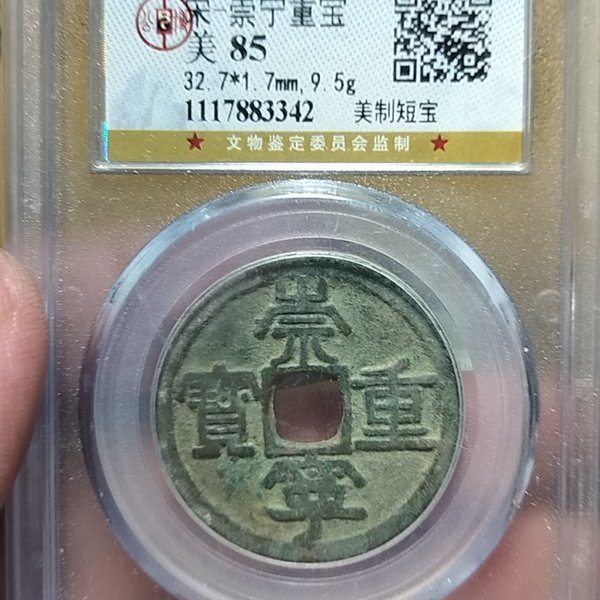 宋-崇宁重宝
美 85
32.7*1.7mm, 9.5g
1117883342 美制短宝
★ 文物鉴定委员会监制 ★
崇
寶 重
寧